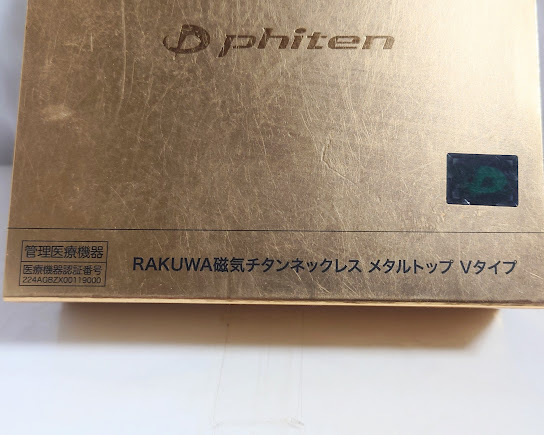 phiten
管理医療機器
医療機器認証番号
224AGBZX00119000
RAKUWA磁気チタンネックレス メタルトップ Vタイプ